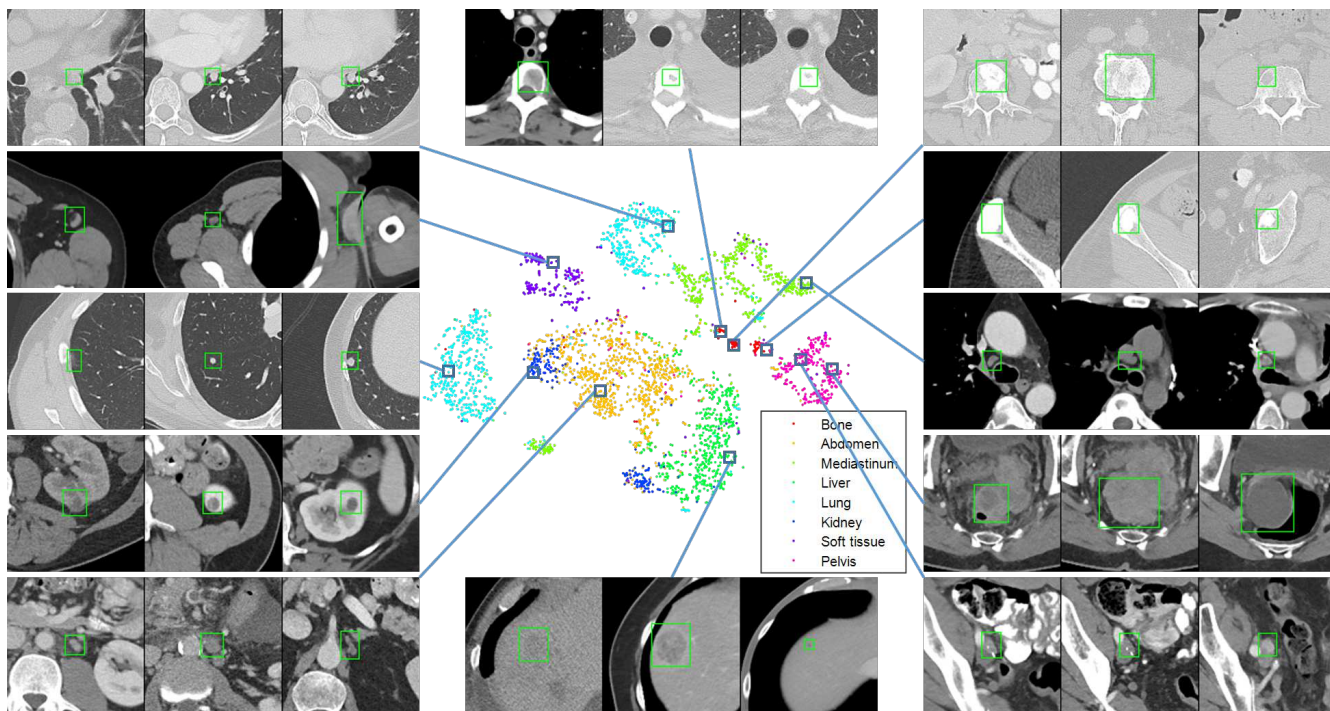 Bone
Abdomen
Mediastinum
Liver
Lung
Kidney
Soft tissue
Pelvis